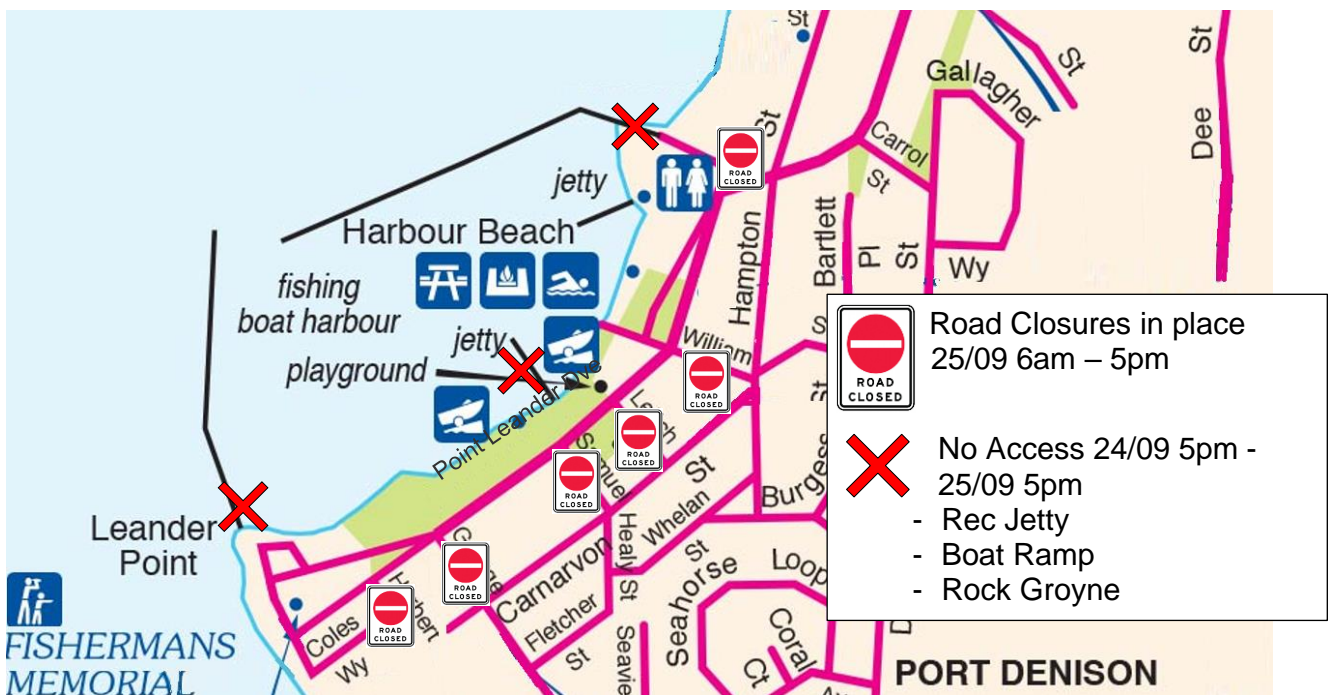 St
St
Gallagher
St
Dee
Carrol
St
St
ROAD
CLOSED
jetty
Harbour Beach
Hampton
Bartlett
Pl
St
Wy
fishing
boat harbour
jetty
playground
William
Point Leander Dve
ROAD
CLOSED
ROAD
CLOSED
Samuel
ROAD
CLOSED
St
Whelan
St
Burgess
Healy St
Leander
Point
ROAD
CLOSED
Carnarvon
Fletcher
St
Seahorse
Loop
Coral
Ct
ROAD
CLOSED
Coles
Wy
FISHERMANS
MEMORIAL
PORT DENISON
ROAD
CLOSED
Road Closures in place
25/09 6am – 5pm
No Access 24/09 5pm -
25/09 5pm
- Rec Jetty
- Boat Ramp
- Rock Groyne